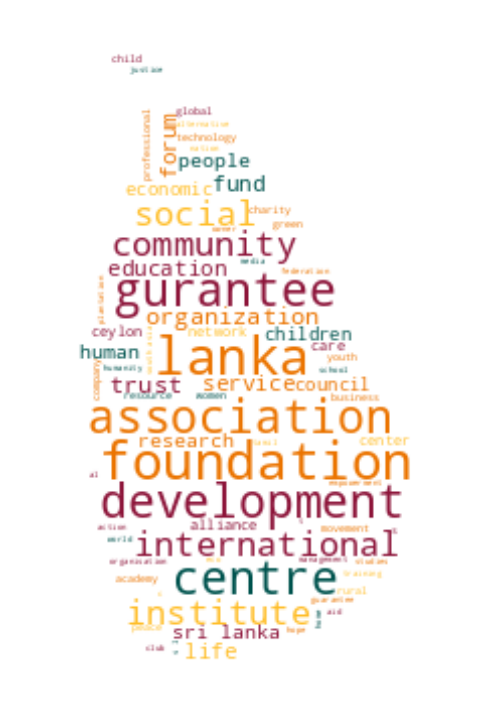 child
justice
global
professional
forum
alternative
technology
nation
people
economic
fund
social
charity
green
community
media
education
federation
gurantee
organization
ceylon
network
children
human
care
lanka
humanity
youth
school
company
trust
service
council
resource
women
business
association
research
center
foundation
al
empowerment
development
action
alliance
movement
world
international
organisation
management
studies
centre
academy
training
rural
guarantee
institute
home
aid
peace
sri lanka
hope
club
life